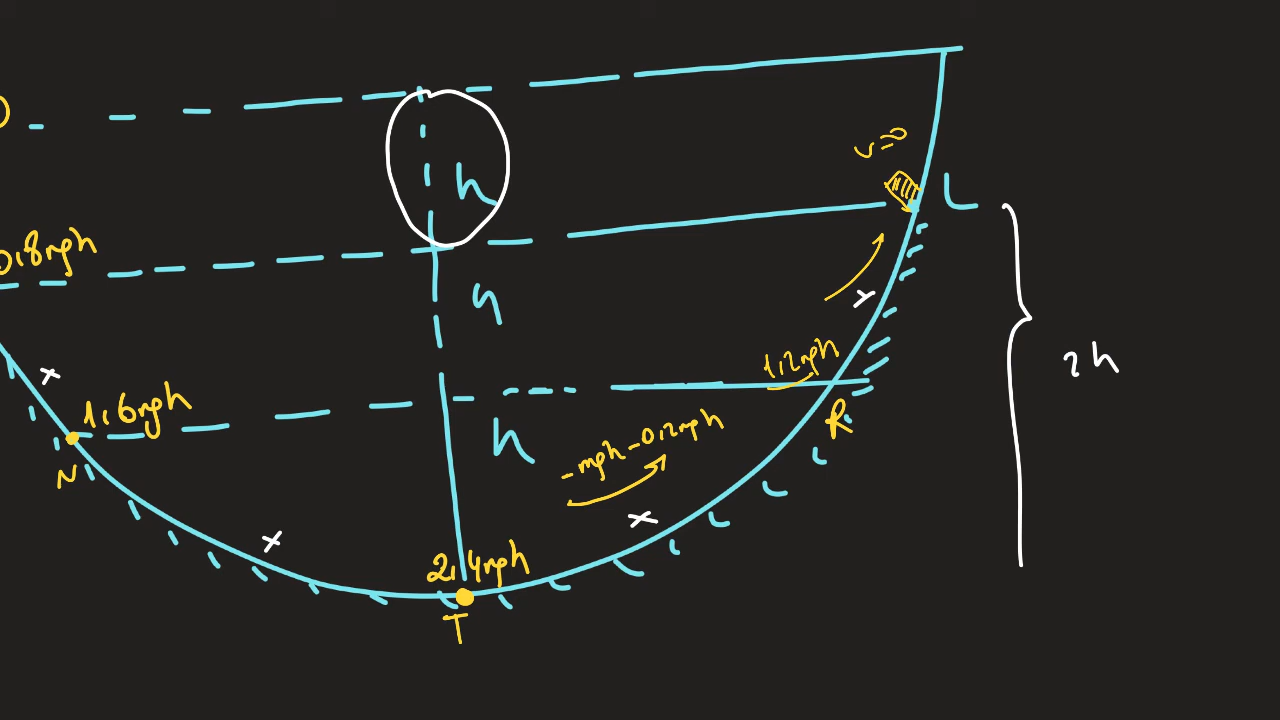 v=0
h
L
0,8mgh
h
1,2mgh
2h
1,6mgh
R
h
-mgh-0,2mgh
N
2,4mgh
T